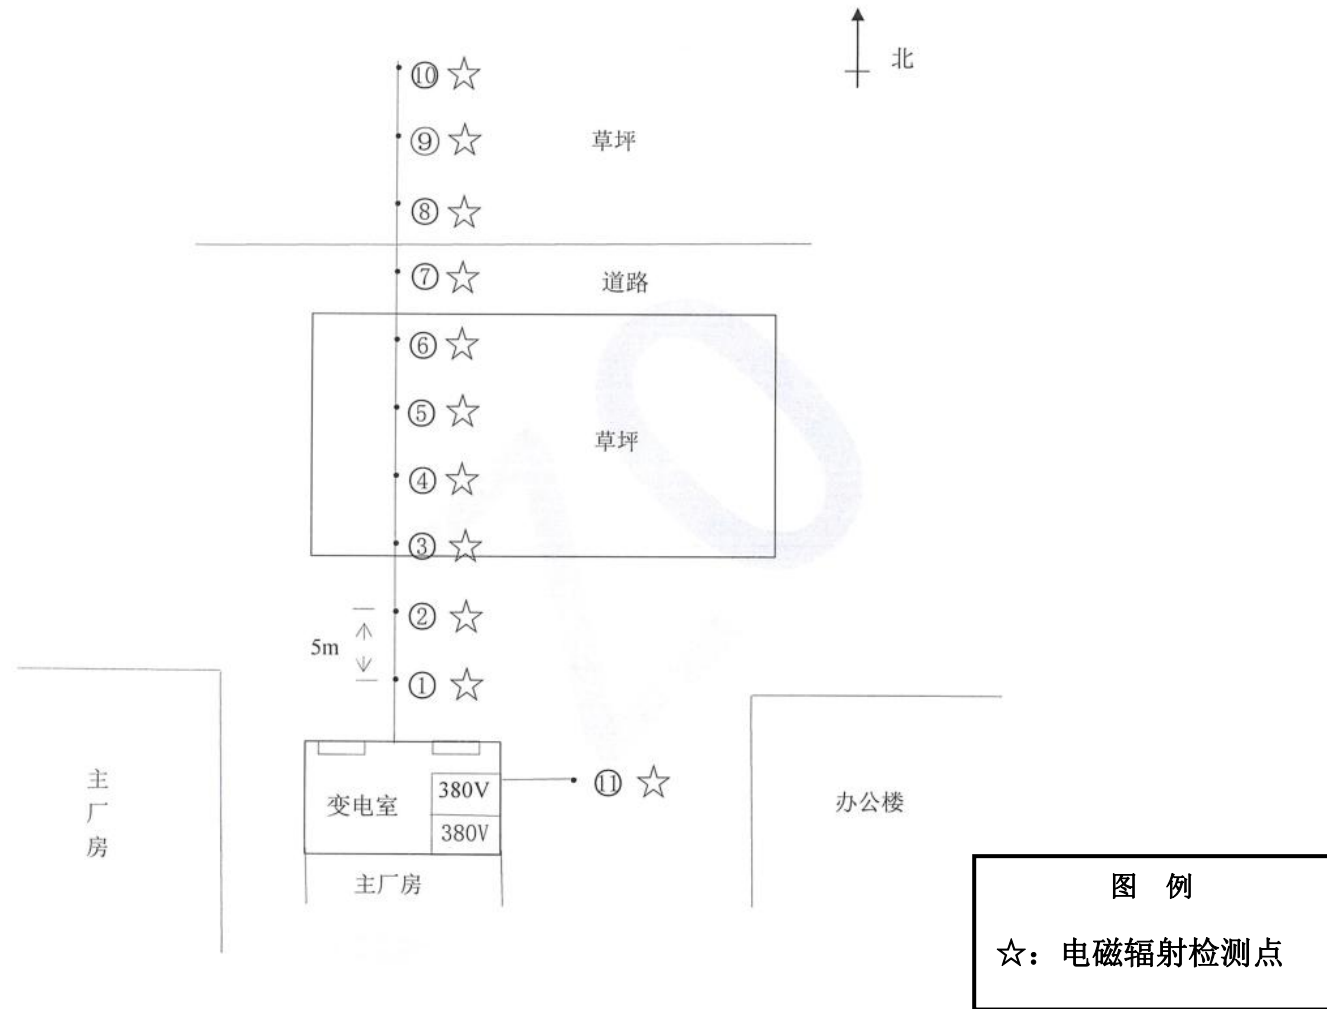 北
⑩ ☆
⑨ ☆
草坪
⑧ ☆
⑦ ☆
道路
⑥ ☆
⑤ ☆
草坪
④ ☆
③ ☆
② ☆
5m
① ☆
主厂房
变电室
380V
380V
⑪ ☆
办公楼
主厂房
图 例
☆：电磁辐射检测点